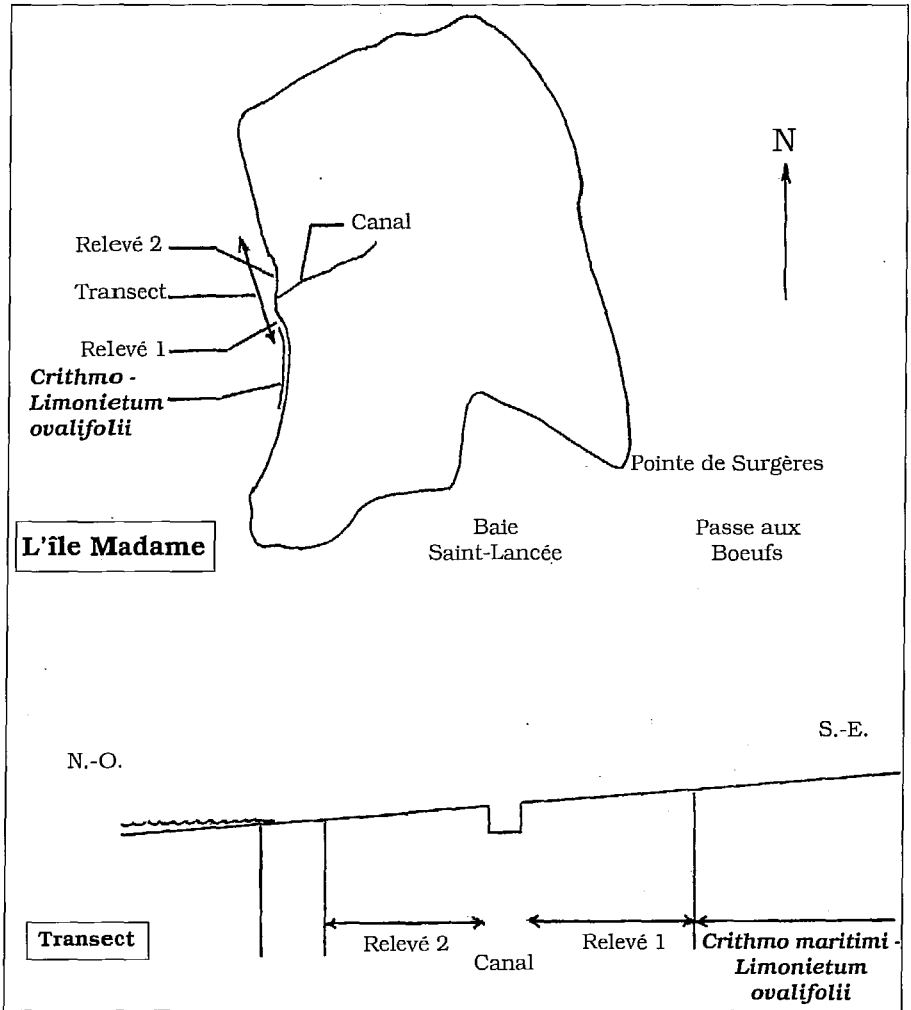 N
Canal
Relevé 2
Transect
Relevé 1
Crithmo -
Limonietum
ovalifolii
Pointe de Surgères
L'île Madame
Baie
Saint-Lancée
Passe aux
Boeufs
S.-E.
N.-O.
Transect
Relevé 2
Canal
Relevé 1
Crithmo maritimi -
Limonietum
ovalifolii